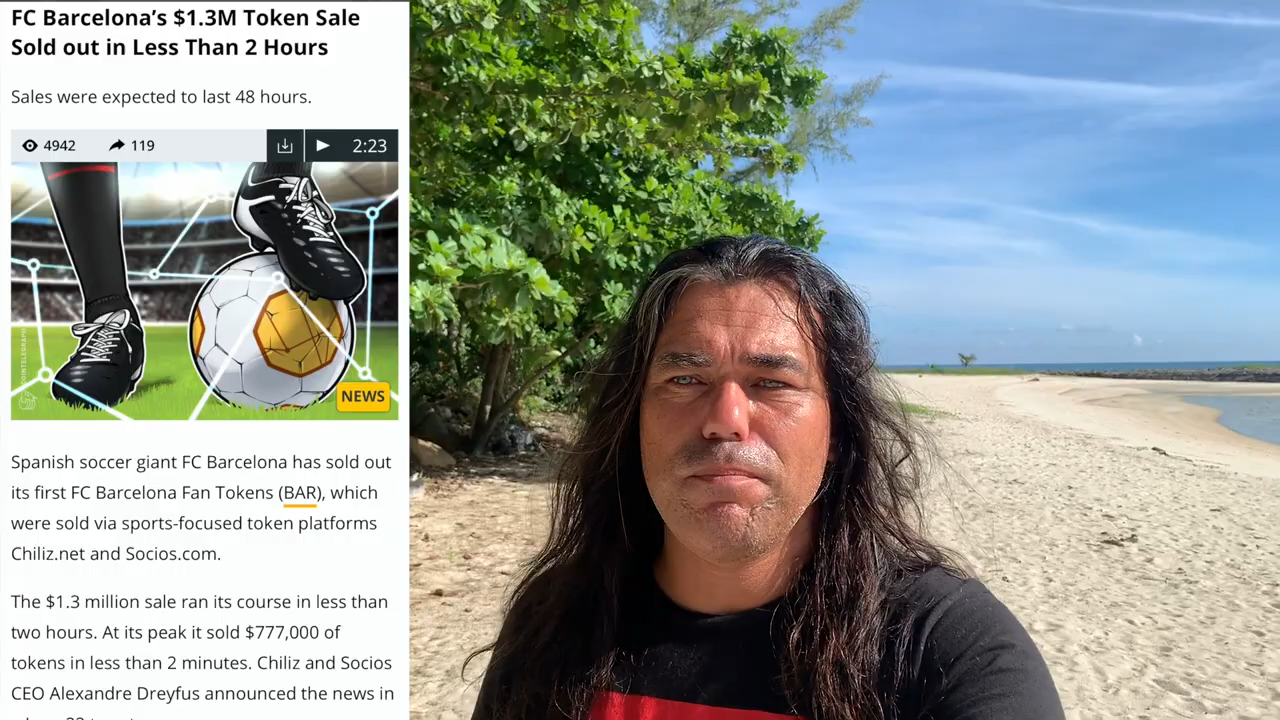 FC Barcelona’s $1.3M Token Sale
Sold out in Less Than 2 Hours
Sales were expected to last 48 hours.
4942 119 2:23
NEWS
Spanish soccer giant FC Barcelona has sold out
its first FC Barcelona Fan Tokens (BAR), which
were sold via sports-focused token platforms
Chiliz.net and Socios.com.
The $1.3 million sale ran its course in less than
two hours. At its peak it sold $777,000 of
tokens in less than 2 minutes. Chiliz and Socios
CEO Alexandre Dreyfus announced the news in